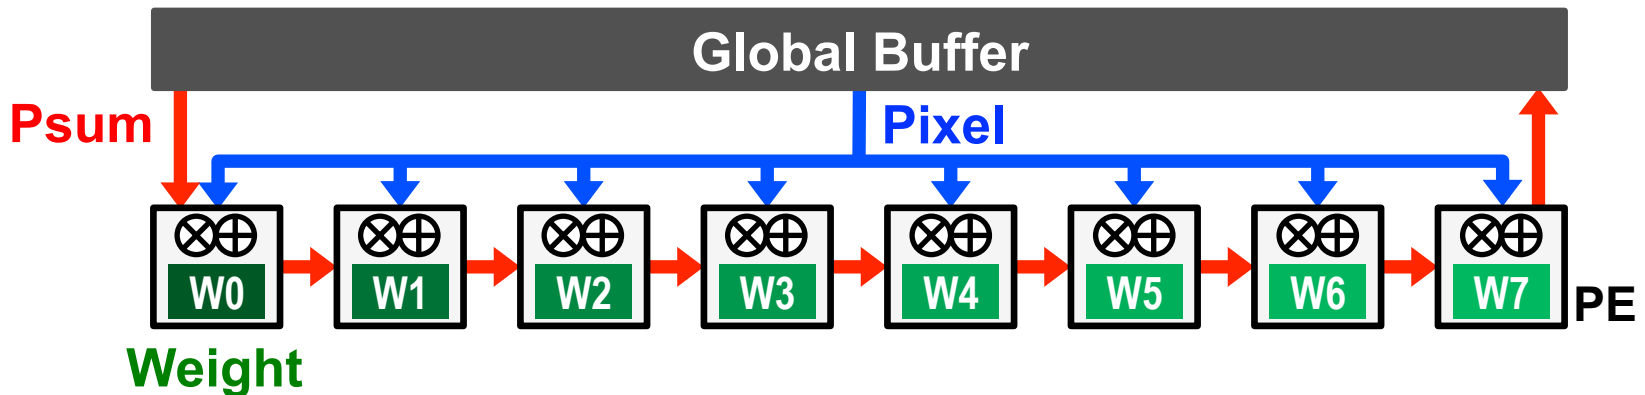 Global Buffer
Psum
Pixel
W0 W1 W2 W3 W4 W5 W6 W7
PE
Weight